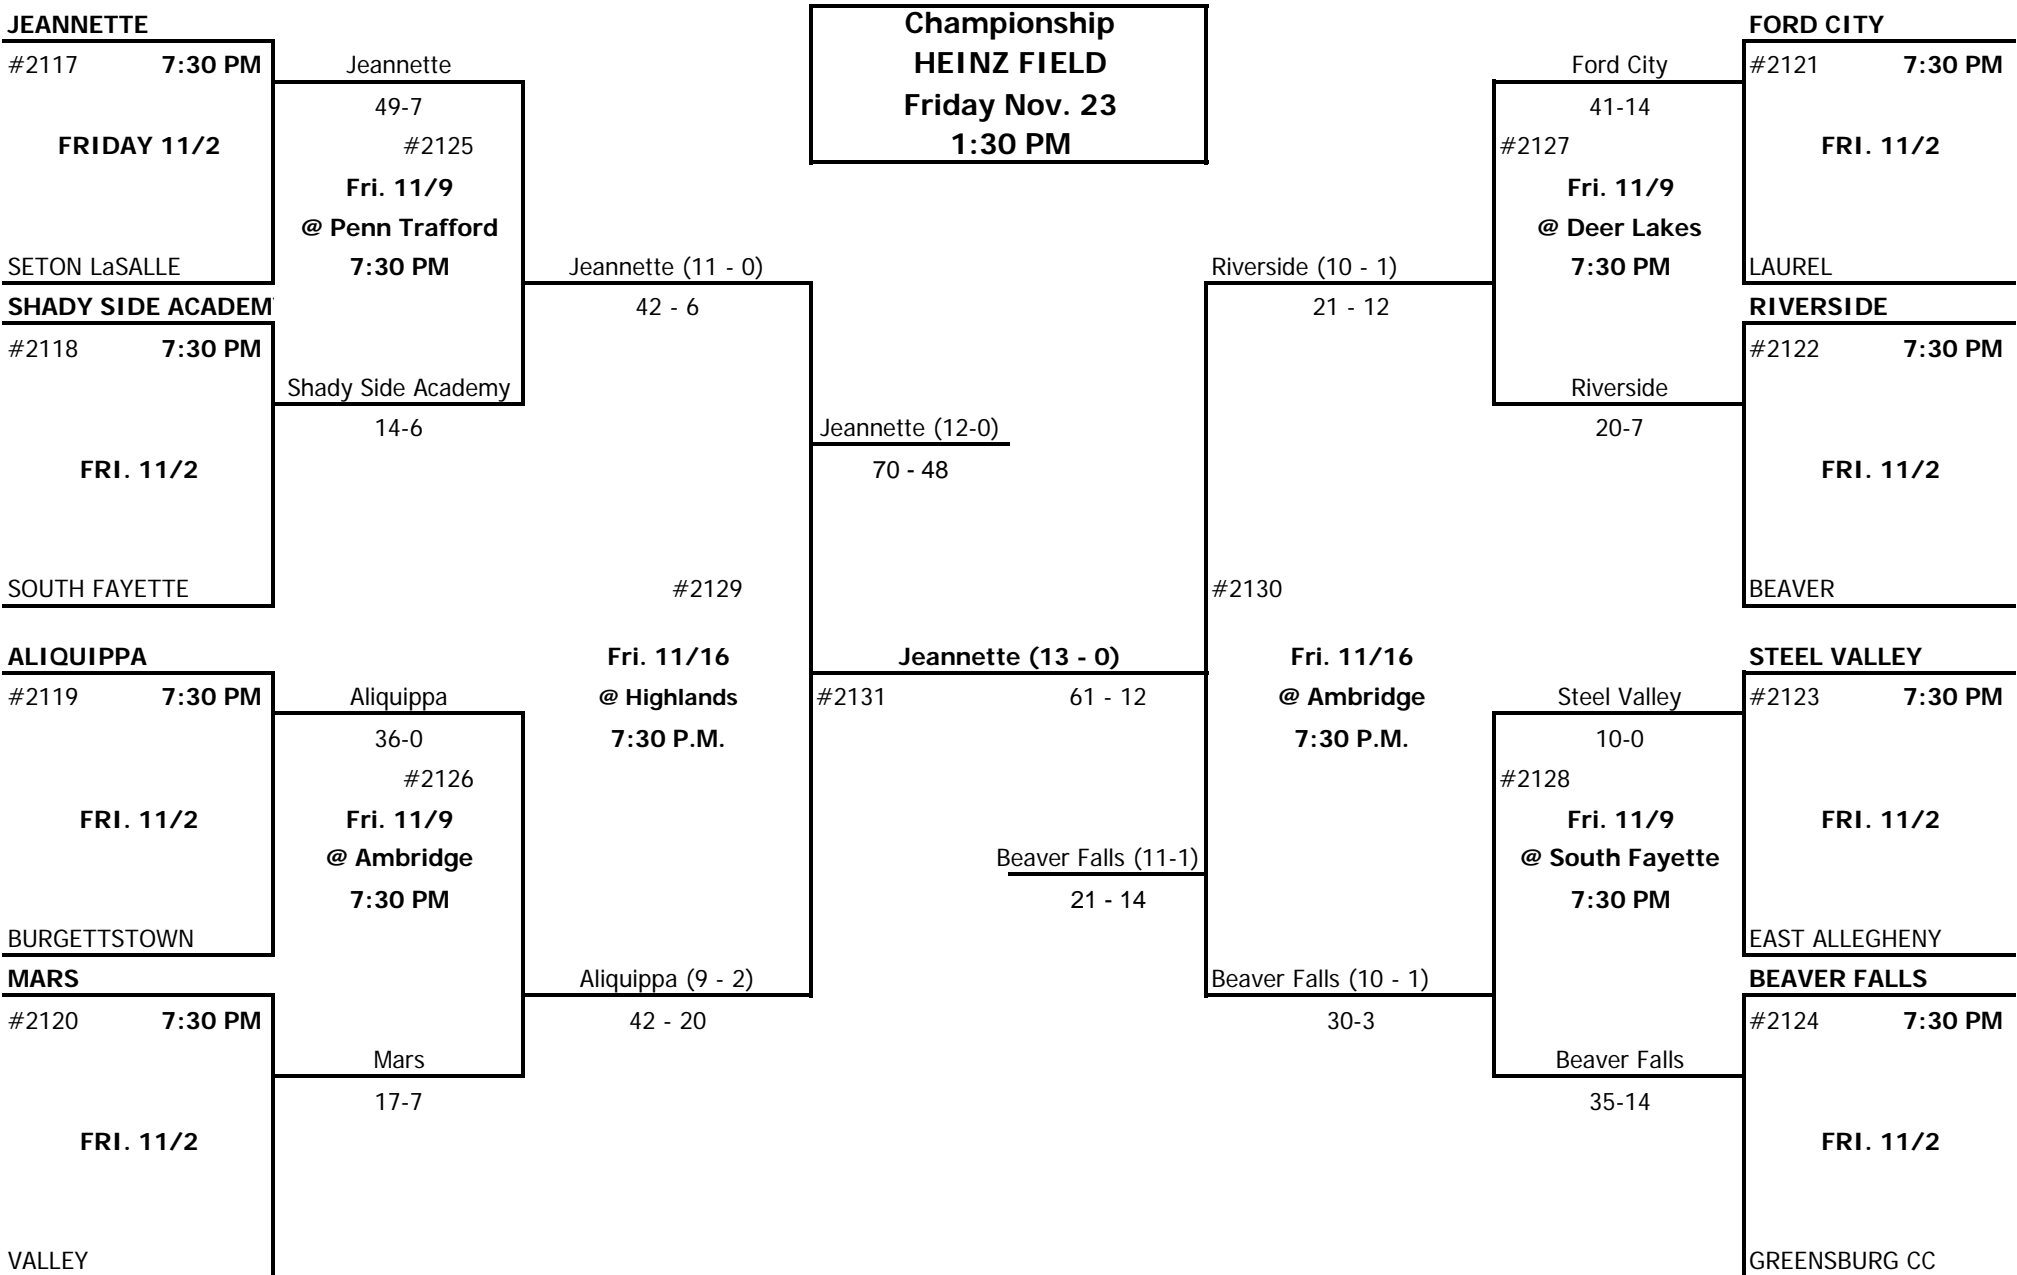 JEANNETTE
#2117 7:30 PM
FRIDAY 11/2
SETON LaSALLE
SHADY SIDE ACADEM
#2118 7:30 PM
FRI. 11/2
SOUTH FAYETTE
ALIQUIPPA
#2119 7:30 PM
FRI. 11/2
BURGETTSTOWN
MARS
#2120 7:30 PM
FRI. 11/2
VALLEY
Jeannette
49-7
#2125
Fri. 11/9
@ Penn Trafford
7:30 PM
Shady Side Academy
14-6
Aliquippa
36-0
#2126
Fri. 11/9
@ Ambridge
7:30 PM
Mars
17-7
Jeannette (11 - 0)
42 - 6
#2129
Fri. 11/16
@ Highlands
7:30 P.M.
Aliquippa (9 - 2)
42 - 20
Championship
HEINZ FIELD
Friday Nov. 23
1:30 PM
Jeannette (12-0)
70 - 48
Jeannette (13 - 0)
#2131 61 - 12
Beaver Falls (11-1)
21 - 14
Riverside (10 - 1)
21 - 12
#2130
Fri. 11/16
@ Ambridge
7:30 P.M.
Beaver Falls (10 - 1)
30-3
Ford City
41-14
#2127
Fri. 11/9
@ Deer Lakes
7:30 PM
Riverside
20-7
Steel Valley
10-0
#2128
Fri. 11/9
@ South Fayette
7:30 PM
Beaver Falls
35-14
FORD CITY
#2121 7:30 PM
FRI. 11/2
LAUREL
RIVERSIDE
#2122 7:30 PM
FRI. 11/2
BEAVER
STEEL VALLEY
#2123 7:30 PM
FRI. 11/2
EAST ALLEGHENY
BEAVER FALLS
#2124 7:30 PM
FRI. 11/2
GREENSBURG CC